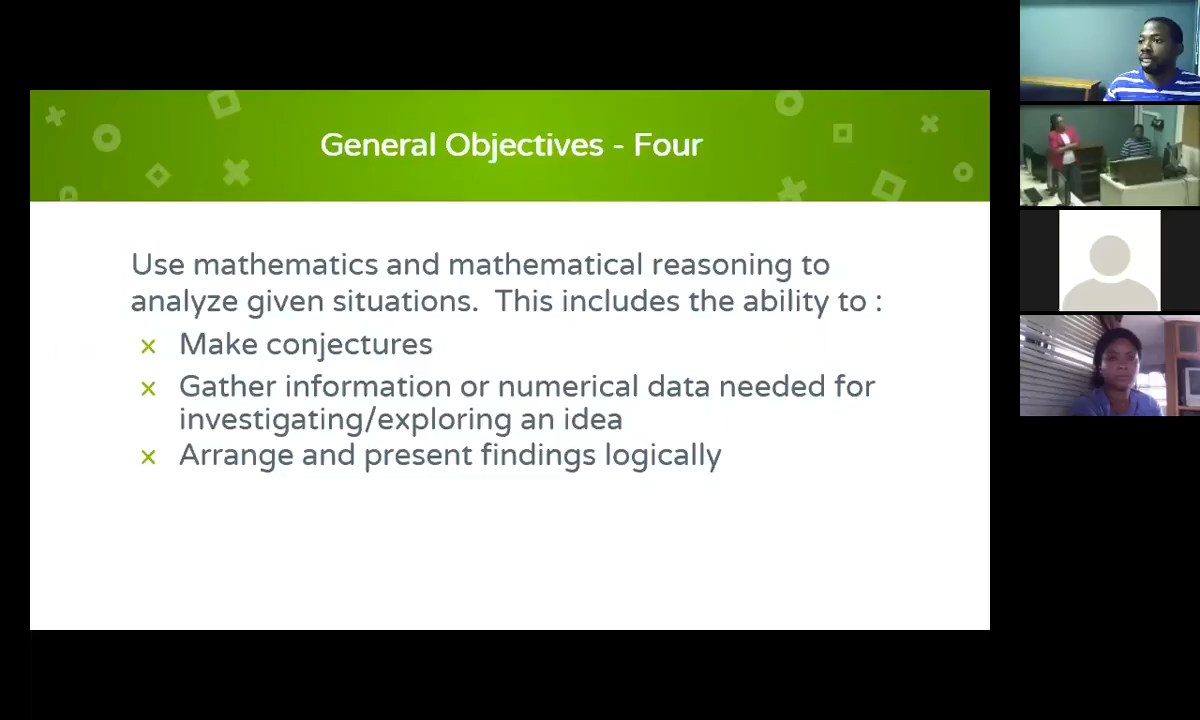 General Objectives - Four
Use mathematics and mathematical reasoning to
analyze given situations.  This includes the ability to :
× Make conjectures
× Gather information or numerical data needed for
investigating/exploring an idea
× Arrange and present findings logically